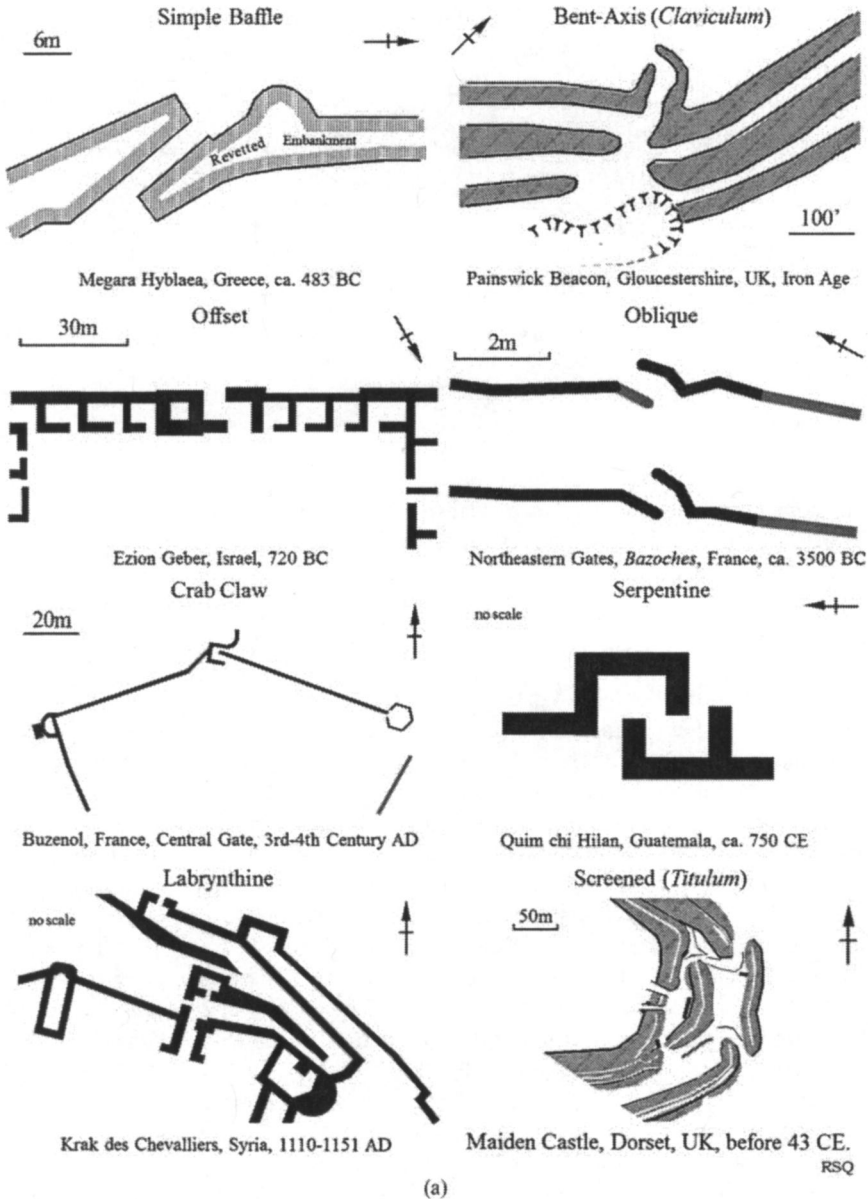 Simple Baffle
6m
Revetted Embankment
Megara Hyblaea, Greece, ca. 483 BC
Bent-Axis (Claviculum)
100'
Painswick Beacon, Gloucestershire, UK, Iron Age
Offset
30m
Ezion Geber, Israel, 720 BC
Oblique
2m
Northeastern Gates, Bazoches, France, ca. 3500 BC
Crab Claw
20m
Buzenol, France, Central Gate, 3rd-4th Century AD
Serpentine
no scale
Quim chi Hilan, Guatemala, ca. 750 CE
Labrynthine
no scale
Krak des Chevalliers, Syria, 1110-1151 AD
Screened (Titulum)
50m
Maiden Castle, Dorset, UK, before 43 CE.
RSQ
(a)